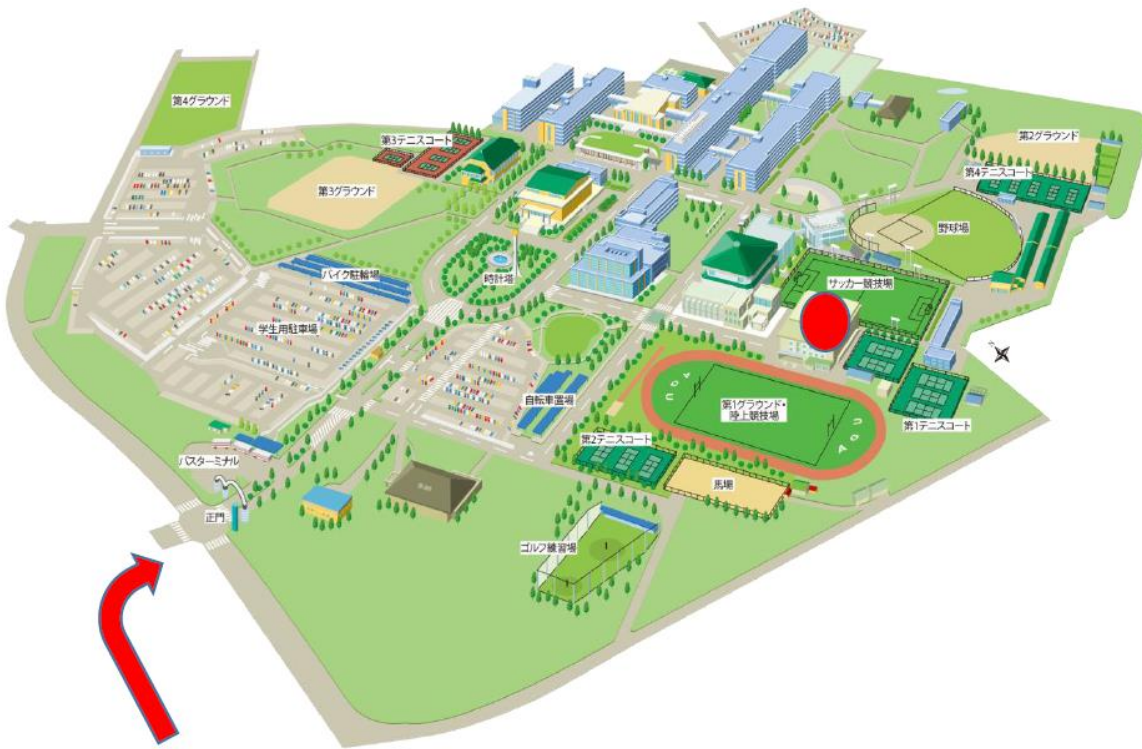 第4グラウンド
第3テニスコート
第3グラウンド
第2グラウンド
第4テニスコート
野球場
サッカー競技場
バイク駐輪場
時計塔
学生用駐車場
自転車置場
第1グラウンド・
陸上競技場
第1テニスコート
第2テニスコート
馬場
バスターミナル
正門
ゴルフ練習場